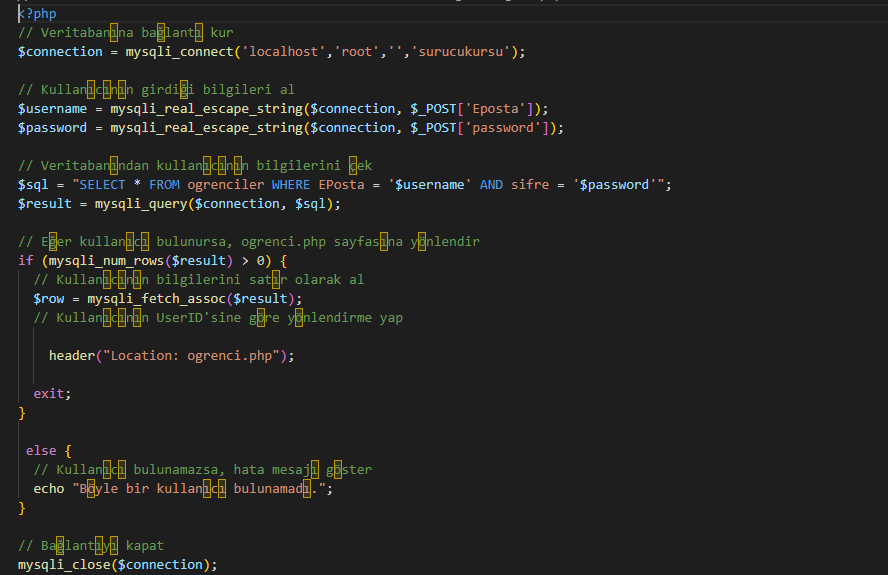 <?php
// Veritabanına bağlantı kur
$connection = mysqli_connect('localhost','root','','surucukursu');
// Kullanıcının girdiği bilgileri al
$username = mysqli_real_escape_string($connection, $_POST['Eposta']);
$password = mysqli_real_escape_string($connection, $_POST['password']);
// Veritabanından kullanıcının bilgilerini çek
$sql = "SELECT * FROM ogrenciler WHERE EPosta = '$username' AND sifre = '$password'";
$result = mysqli_query($connection, $sql);
// Eğer kullanıcı bulunursa, ogrenci.php sayfasına yönlendir
if (mysqli_num_rows($result) > 0) {
// Kullanıcının bilgilerini satır olarak al
$row = mysqli_fetch_assoc($result);
// Kullanıcının UserID'sine göre yönlendirme yap
header("Location: ogrenci.php");
exit;
}
else {
// Kullanıcı bulunamazsa, hata mesajı göster
echo "Böyle bir kullanıcı bulunamadı.";
}
// Bağlantıyı kapat
mysqli_close($connection);